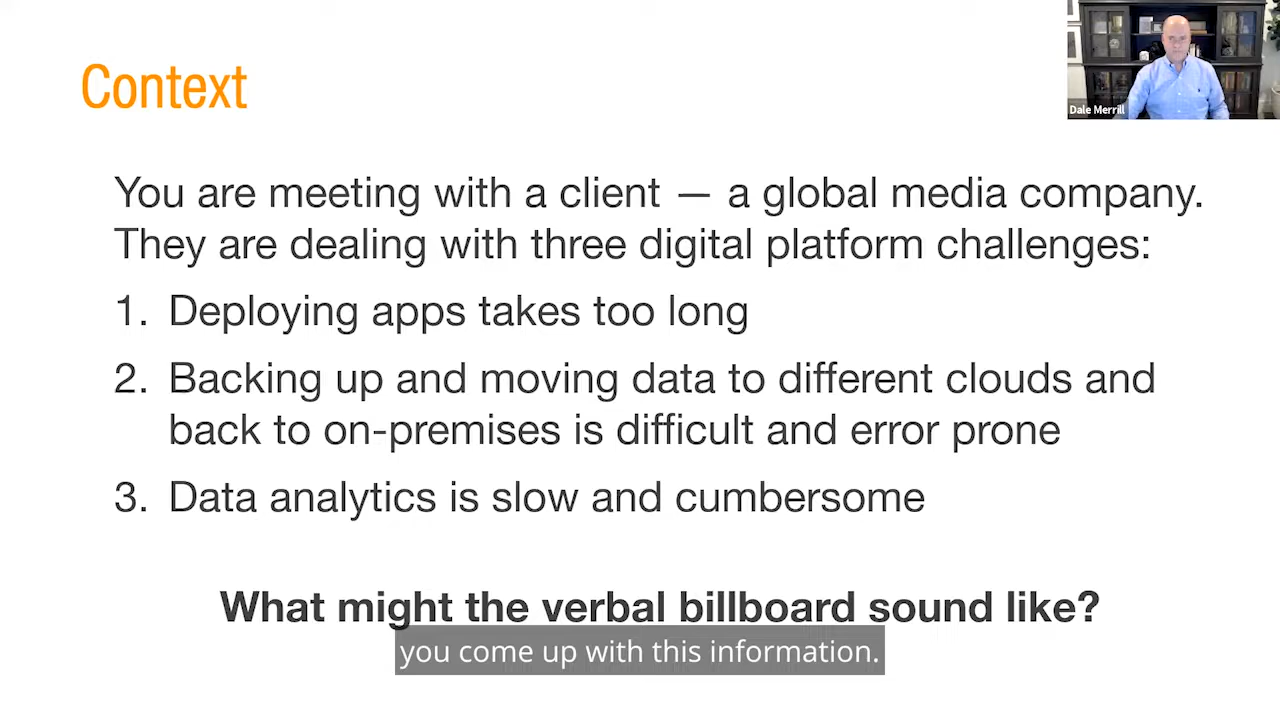 Context
Dale Merrill
You are meeting with a client — a global media company.
They are dealing with three digital platform challenges:
1. Deploying apps takes too long
2. Backing up and moving data to different clouds and
back to on-premises is difficult and error prone
3. Data analytics is slow and cumbersome
What might the verbal billboard sound like?
you come up with this information.